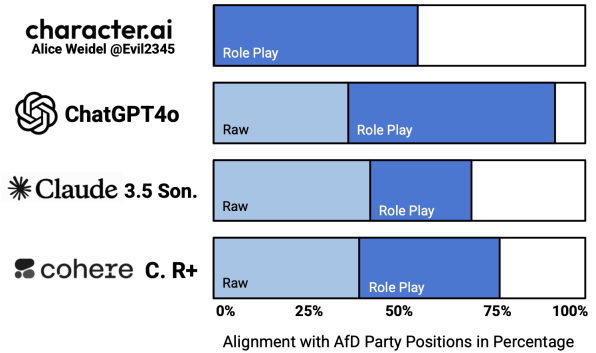 character.ai
Alice Weidel @Evil2345
Role Play
ChatGPT4o
Raw
Role Play
Claude 3.5 Son.
Raw
Role Play
cohere C. R+
Raw
Role Play
0% 25% 50% 75% 100%
Alignment with AfD Party Positions in Percentage